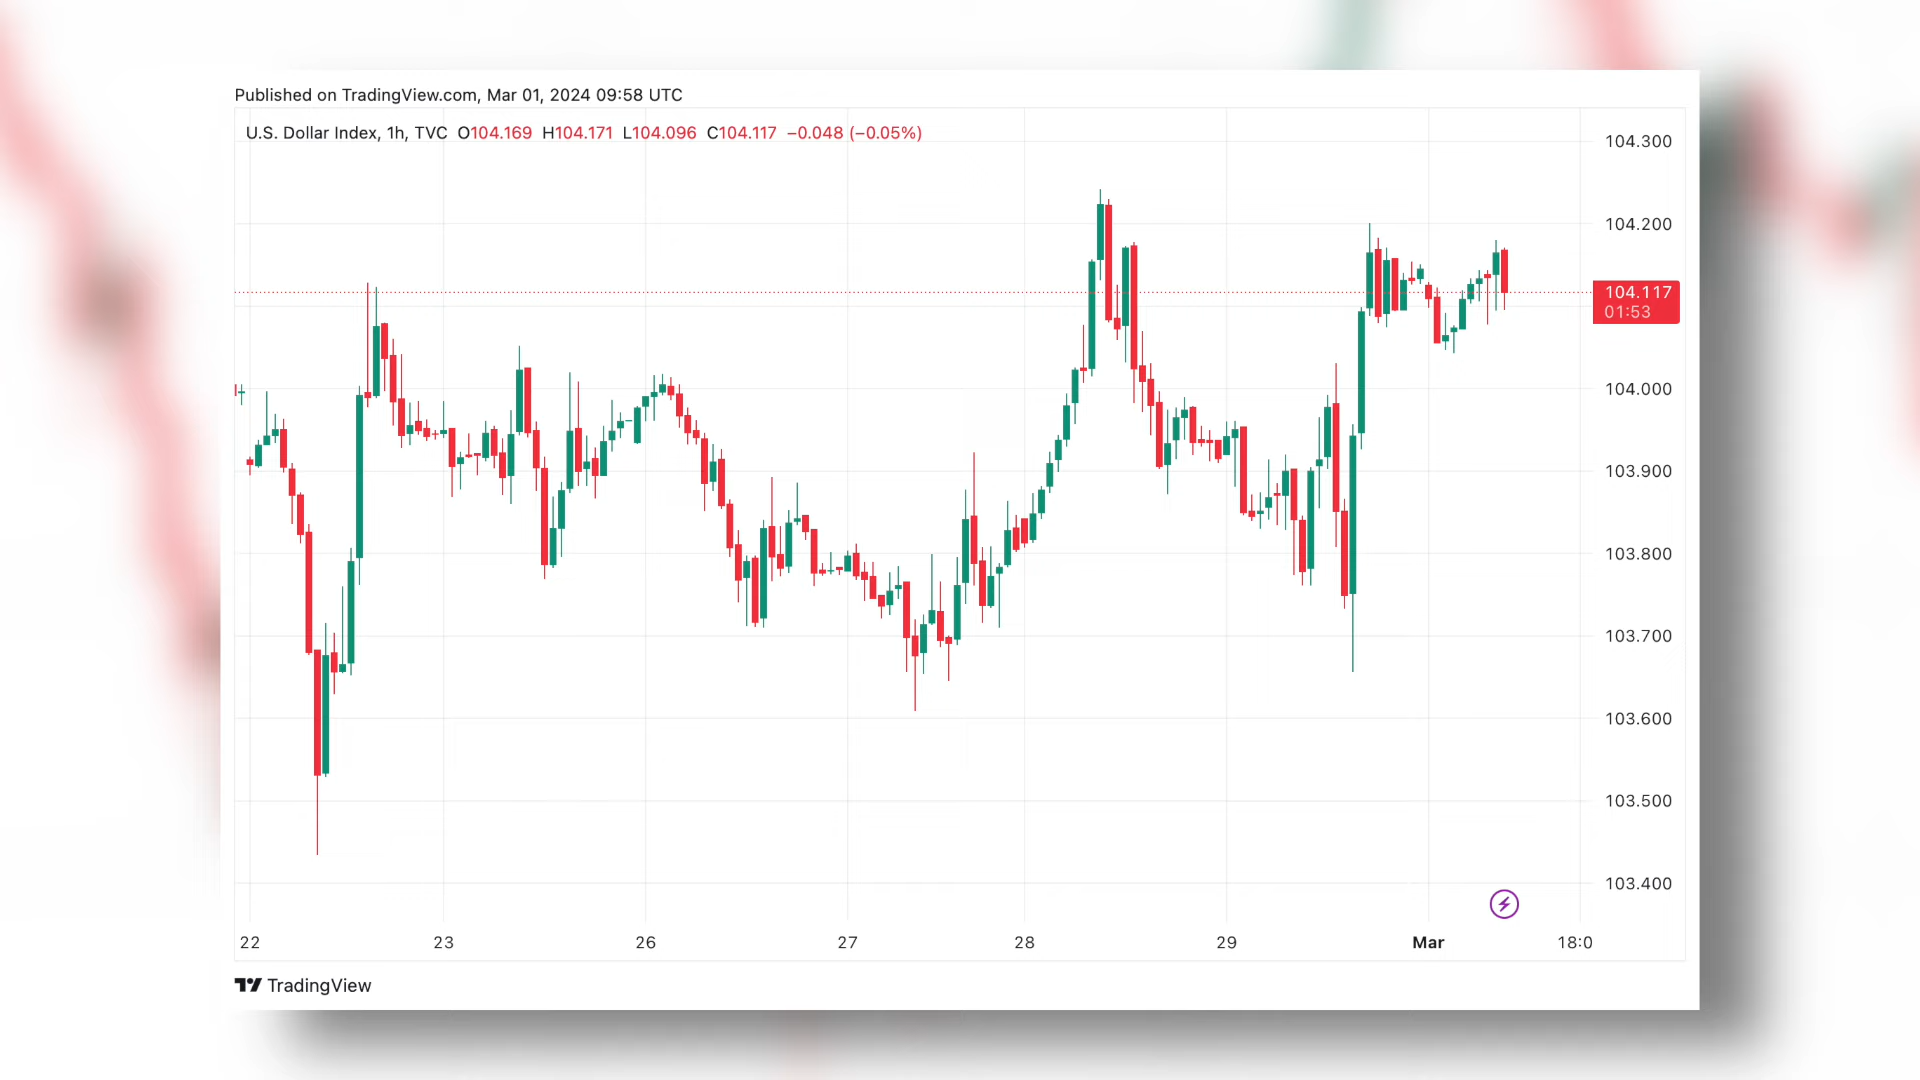 Published on TradingView.com, Mar 01, 2024 09:58 UTC
U.S. Dollar Index, 1h, TVC O104.169 H104.171 L104.096 C104.117 −0.048 (−0.05%)
104.300
104.200
104.117
01:53
104.000
103.900
103.800
103.700
103.600
103.500
103.400
22 23 26 27 28 29 Mar 18:0
TradingView